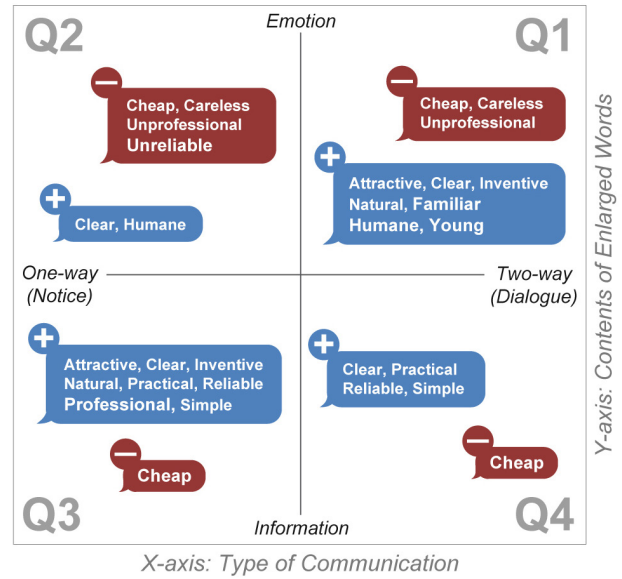 Q2
Emotion
Q1
Cheap, Careless
Unprofessional
Unreliable
Cheap, Careless
Unprofessional
Clear, Humane
Attractive, Clear, Inventive
Natural, Familiar
Humane, Young
One-way
(Notice)
Two-way
(Dialogue)
Y-axis: Contents of Enlarged Words
Attractive, Clear, Inventive
Natural, Practical, Reliable
Professional, Simple
Clear, Practical
Reliable, Simple
Cheap
Cheap
Q3
Information
Q4
X-axis: Type of Communication